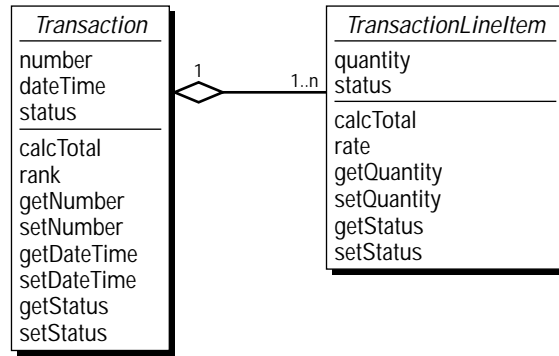 Transaction
number
dateTime
status
calcTotal
rank
getNumber
setNumber
getDateTime
setDateTime
getStatus
setStatus
1
1..n
TransactionLineItem
quantity
status
calcTotal
rate
getQuantity
setQuantity
getStatus
setStatus